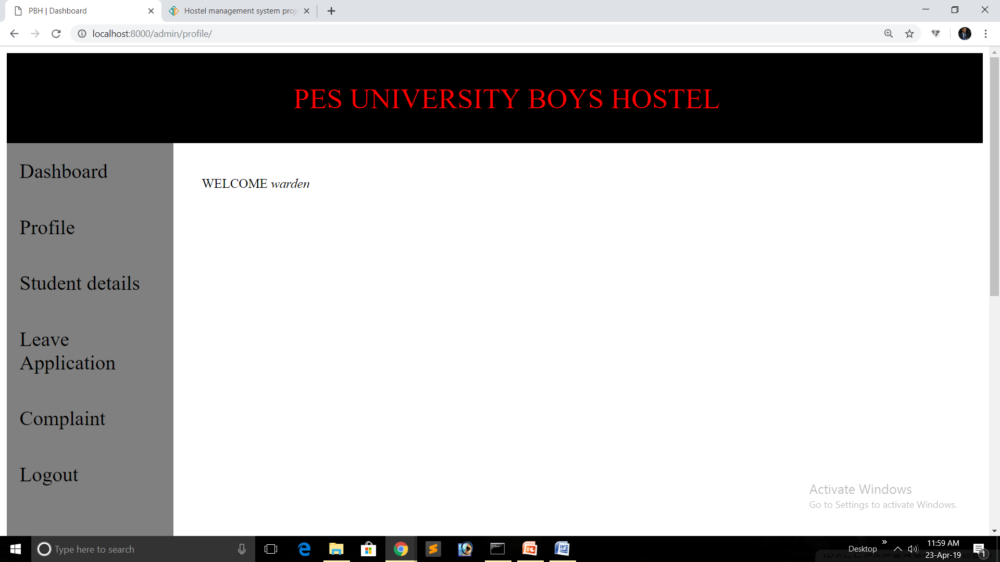 PBH | Dashboard
Hostel management system proj
localhost:8000/admin/profile/
PES UNIVERSITY BOYS HOSTEL
Dashboard
Profile
Student details
Leave
Application
Complaint
Logout
WELCOME warden
Activate Windows
Go to Settings to activate Windows.
Type here to search
Desktop
11:59 AM
23-Apr-19
1